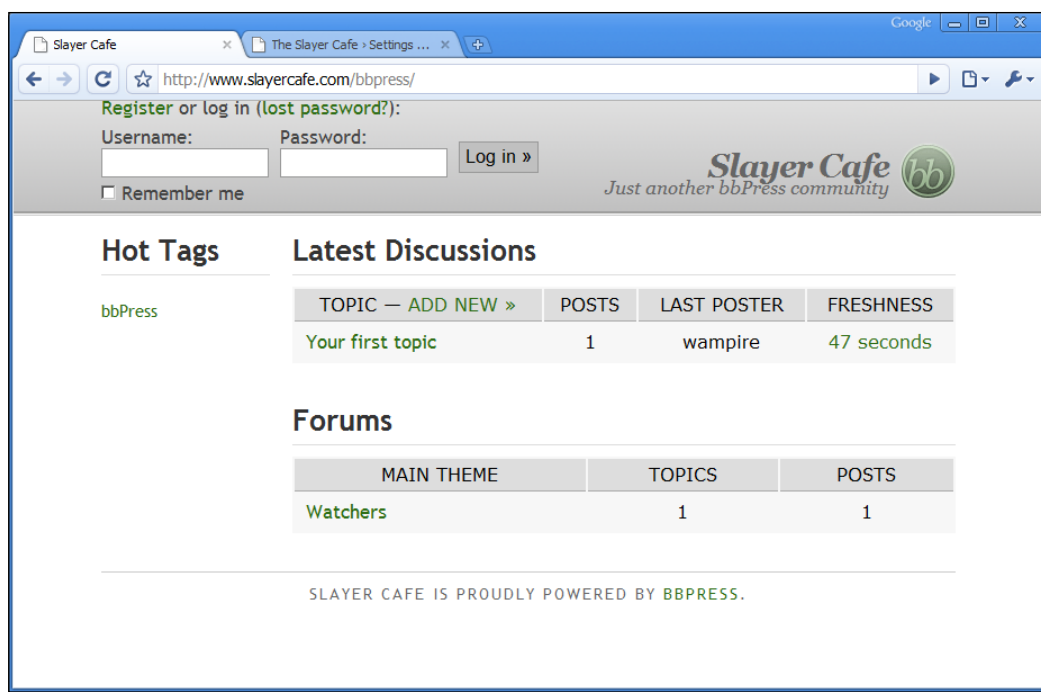 Google
Slayer Cafe
The Slayer Cafe › Settings ...
http://www.slayercafe.com/bbpress/
Register or log in (lost password?):
Username: Password:
Log in »
Remember me
Slayer Cafe
Just another bbPress community
bb
Hot Tags
bbPress
Latest Discussions
TOPIC — ADD NEW » POSTS LAST POSTER FRESHNESS
Your first topic 1 wampire 47 seconds
Forums
MAIN THEME TOPICS POSTS
Watchers 1 1
SLAYER CAFE IS PROUDLY POWERED BY BBPRESS.